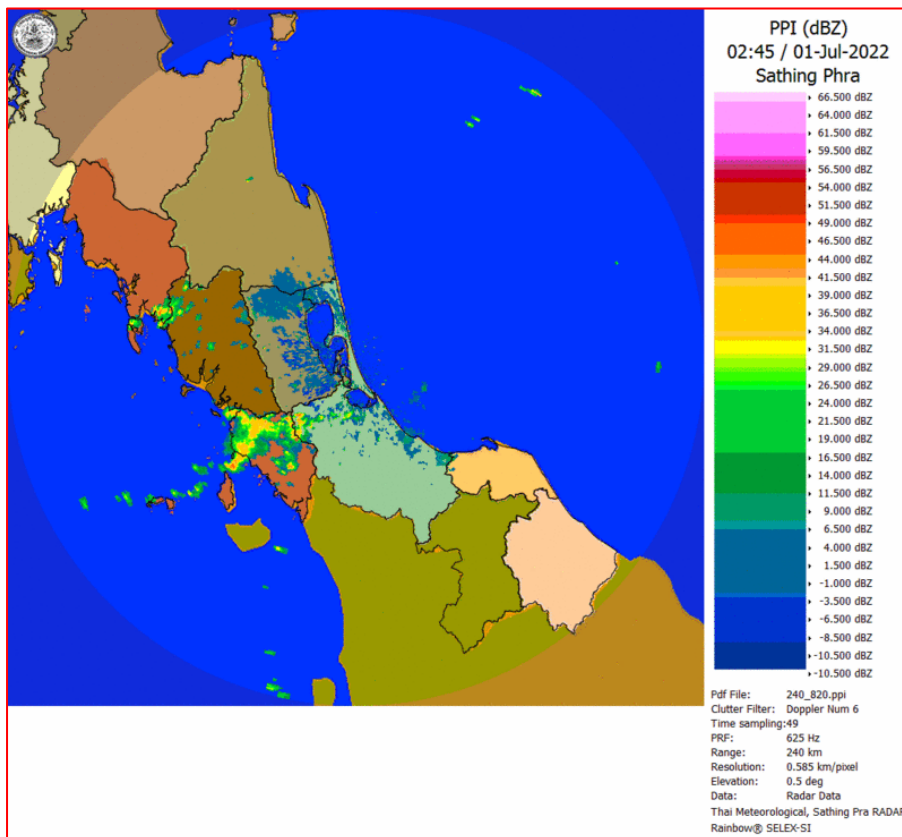 PPI (dBZ)
02:45 / 01-Jul-2022
Sathing Phra
66.500 dBZ
64.000 dBZ
61.500 dBZ
59.500 dBZ
56.500 dBZ
54.000 dBZ
51.500 dBZ
49.000 dBZ
46.500 dBZ
44.000 dBZ
41.500 dBZ
39.000 dBZ
36.500 dBZ
34.000 dBZ
31.500 dBZ
29.000 dBZ
26.500 dBZ
24.000 dBZ
21.500 dBZ
19.000 dBZ
16.500 dBZ
14.000 dBZ
11.500 dBZ
9.000 dBZ
6.500 dBZ
4.000 dBZ
1.500 dBZ
-1.000 dBZ
-3.500 dBZ
-6.500 dBZ
-8.500 dBZ
-10.500 dBZ
-10.500 dBZ
Pdf File: 240_820.ppi
Clutter Filter: Doppler Num 6
Time sampling:49
PRF: 625 Hz
Range: 240 km
Resolution: 0.585 km/pixel
Elevation: 0.5 deg
Data: Radar Data
Thai Meteorological, Sathing Pra RADAR
Rainbow® SELEX-SI